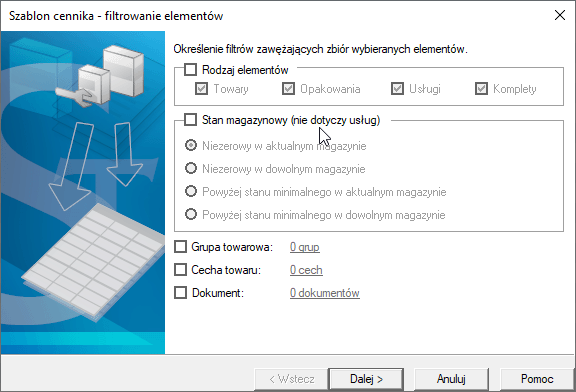 Szablon cennika - filtrowanie elementów
Określenie filtrów zawężających zbiór wybieranych elementów.
Rodzaj elementów
Towary Opakowania Usługi Komplety
Stan magazynowy (nie dotyczy usług)
Niezerowy w aktualnym magazynie
Niezerowy w dowolnym magazynie
Powyżej stanu minimalnego w aktualnym magazynie
Powyżej stanu minimalnego w dowolnym magazynie
Grupa towarowa: 0 grup
Cecha towaru: 0 cech
Dokument: 0 dokumentów
< Wstecz Dalej > Anuluj Pomoc